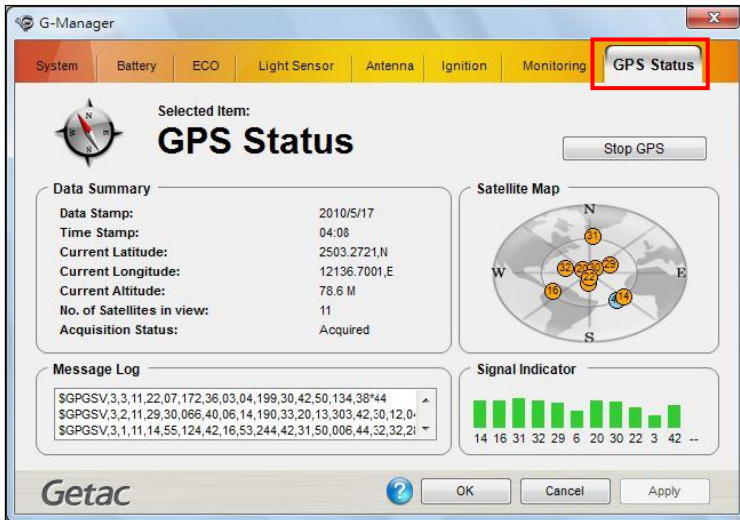 G-Manager
System Battery ECO Light Sensor Antenna Ignition Monitoring GPS Status
Selected Item:
GPS Status
Stop GPS
Data Summary
Data Stamp: 2010/5/17
Time Stamp: 04:08
Current Latitude: 2503.2721,N
Current Longitude: 12136.7001,E
Current Altitude: 78.6 M
No. of Satellites in view: 11
Acquisition Status: Acquired
Satellite Map
N
31
32 20 30 29
22
W E
16 14
S
Message Log
$GPGSV,3,3,11,22,07,172,36,03,04,199,30,42,50,134,38*44
$GPGSV,3,2,11,29,30,066,40,06,14,190,33,20,13,303,42,30,12,04
$GPGSV,3,1,11,14,55,124,42,16,53,244,42,31,50,006,44,32,32,28
Signal Indicator
14 16 31 32 29 6 20 30 22 3 42 --
Getac
? OK Cancel Apply